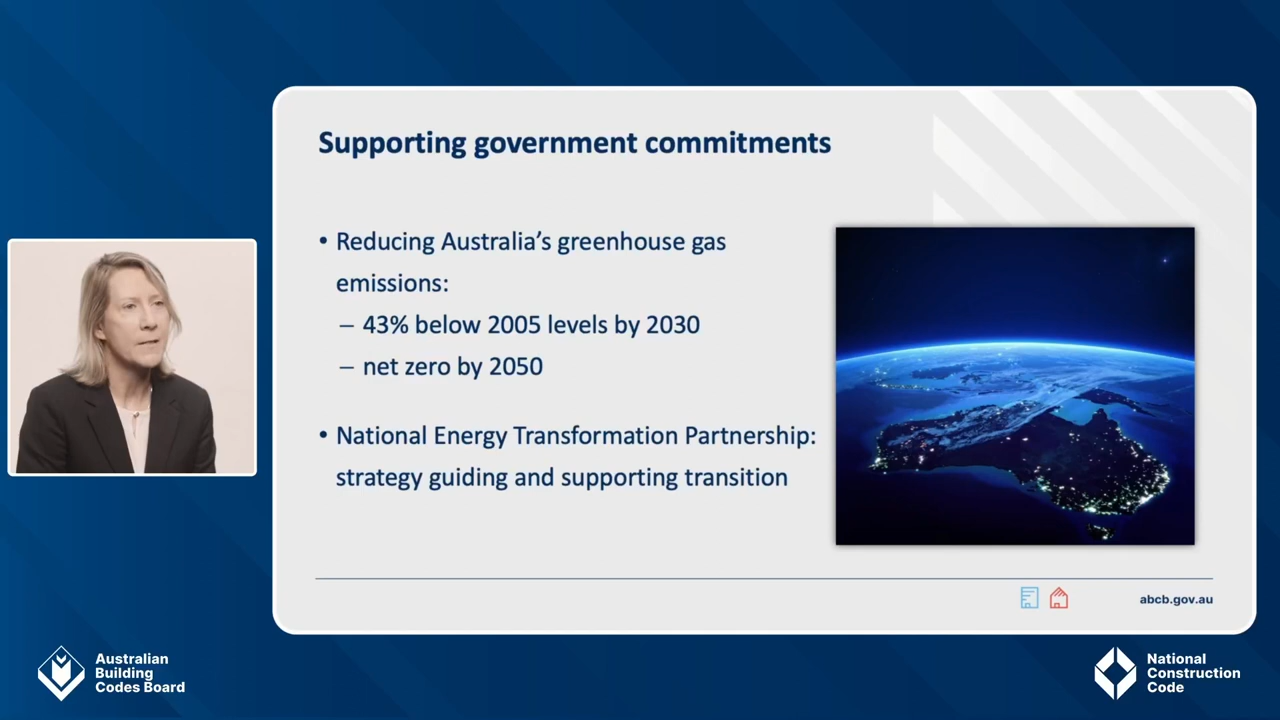 Supporting government commitments
• Reducing Australia’s greenhouse gas
emissions:
– 43% below 2005 levels by 2030
– net zero by 2050
• National Energy Transformation Partnership:
strategy guiding and supporting transition
abcb.gov.au
Australian
Building
Codes Board
National
Construction
Code